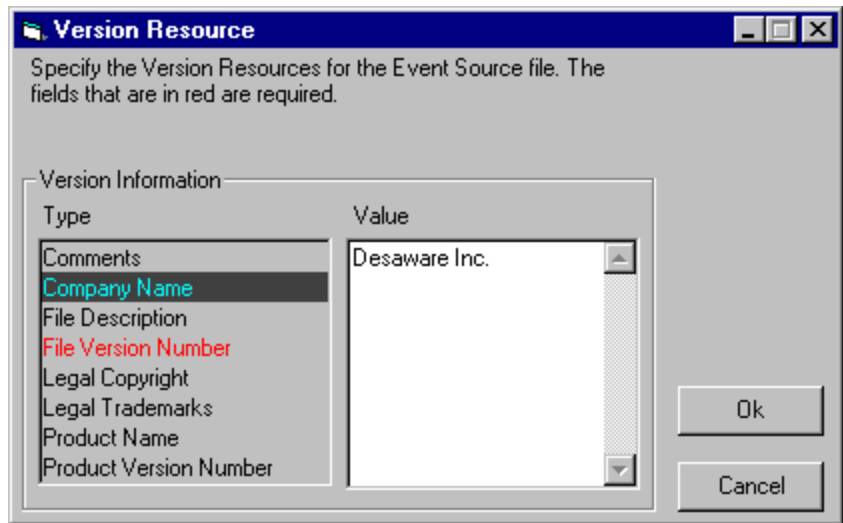 Version Resource
Specify the Version Resources for the Event Source file. The
fields that are in red are required.
Version Information
Type
Value
Comments
Company Name
File Description
File Version Number
Legal Copyright
Legal Trademarks
Product Name
Product Version Number
Desaware Inc.
Ok
Cancel